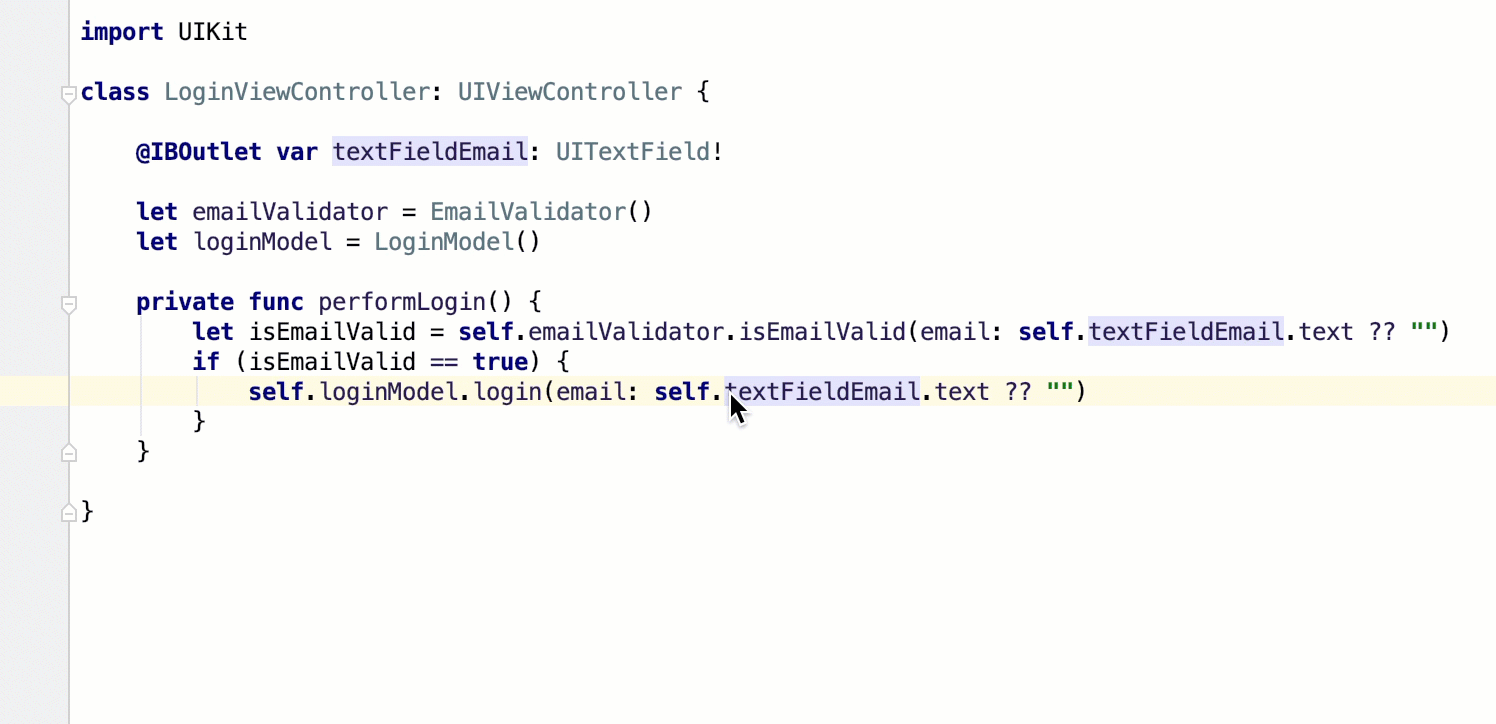 import UIKit
class LoginViewController: UIViewController {
@IBOutlet var textFieldEmail: UITextField!
let emailValidator = EmailValidator()
let loginModel = LoginModel()
private func performLogin() {
let isEmailValid = self.emailValidator.isEmailValid(email: self.textFieldEmail.text ?? "")
if (isEmailValid == true) {
self.loginModel.login(email: self.textFieldEmail.text ?? "")
}
}
}